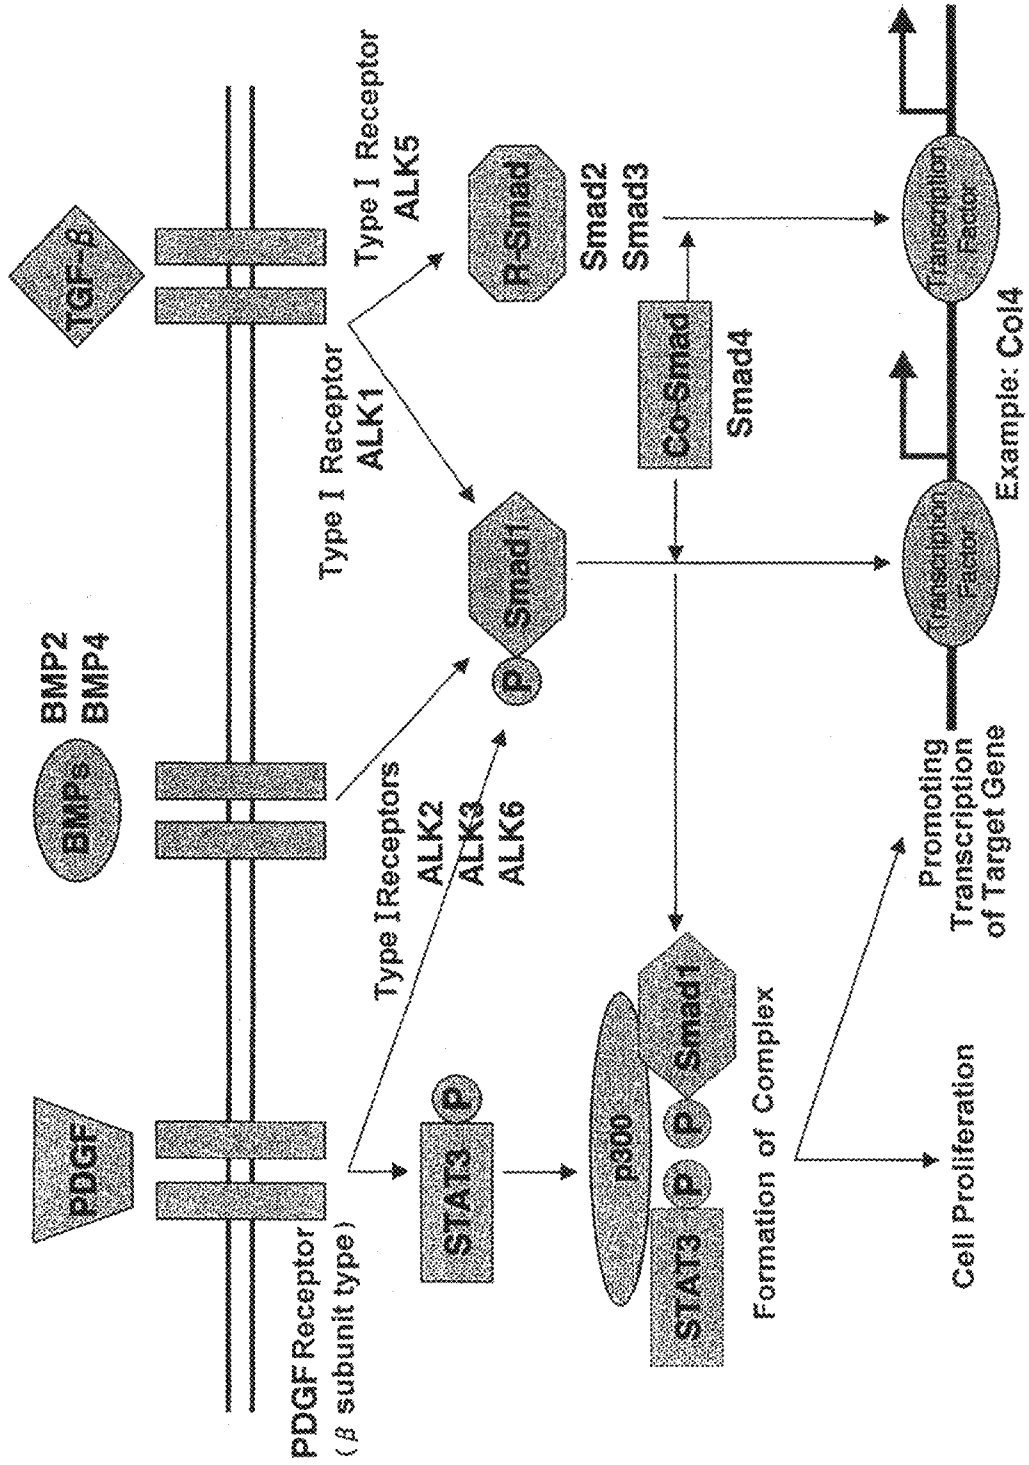 PDGF
BMPs
BMP2
BMP4
TGF-β
PDGF Receptor
(β subunit type)
Type I Receptors
ALK2
ALK3
ALK6
Type I Receptor
ALK1
Type I Receptor
ALK5
STAT3
P
P
Smad1
R-Smad
Smad2
Smad3
p300
STAT3
P
P
Smad1
Co-Smad
Smad4
Formation of Complex
Cell Proliferation
Promoting
Transcription
of Target Gene
Transcription
Factor
Transcription
Factor
Example: Col4